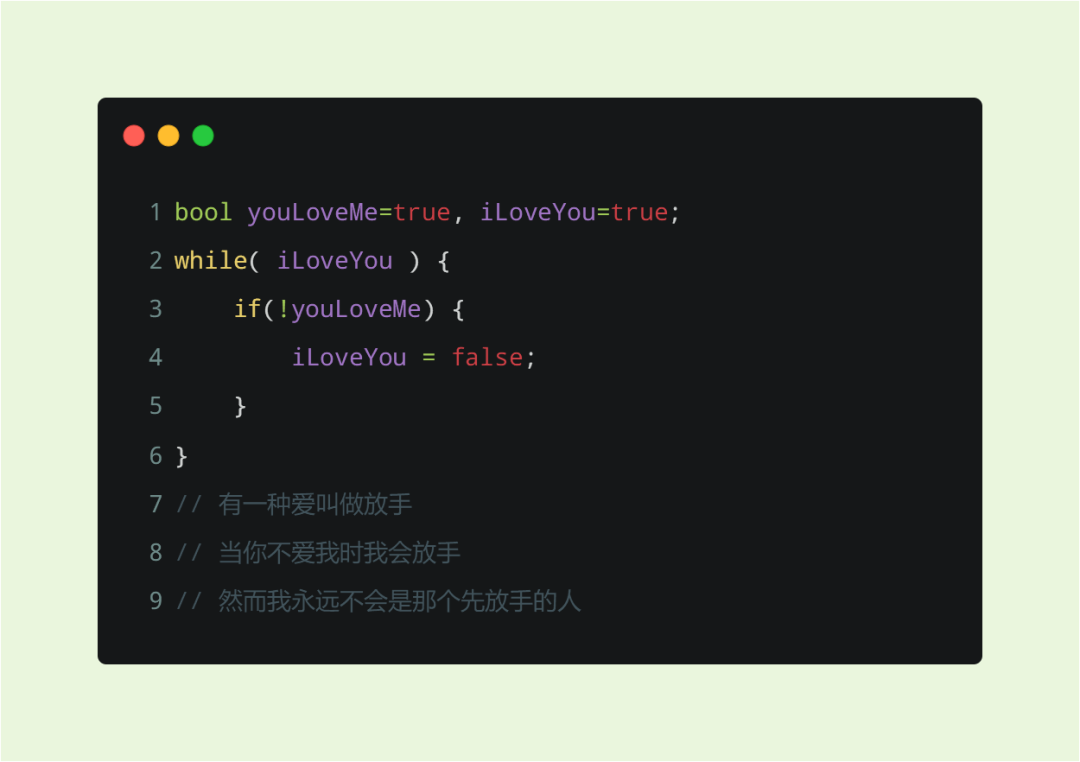 1 bool youLoveMe=true, iLoveYou=true;
2 while( iLoveYou ) {
3     if(!youLoveMe) {
4         iLoveYou = false;
5     }
6 }
7 // 有一种爱叫做放手
8 // 当你不爱我时我会放手
9 // 然而我永远不会是那个先放手的人